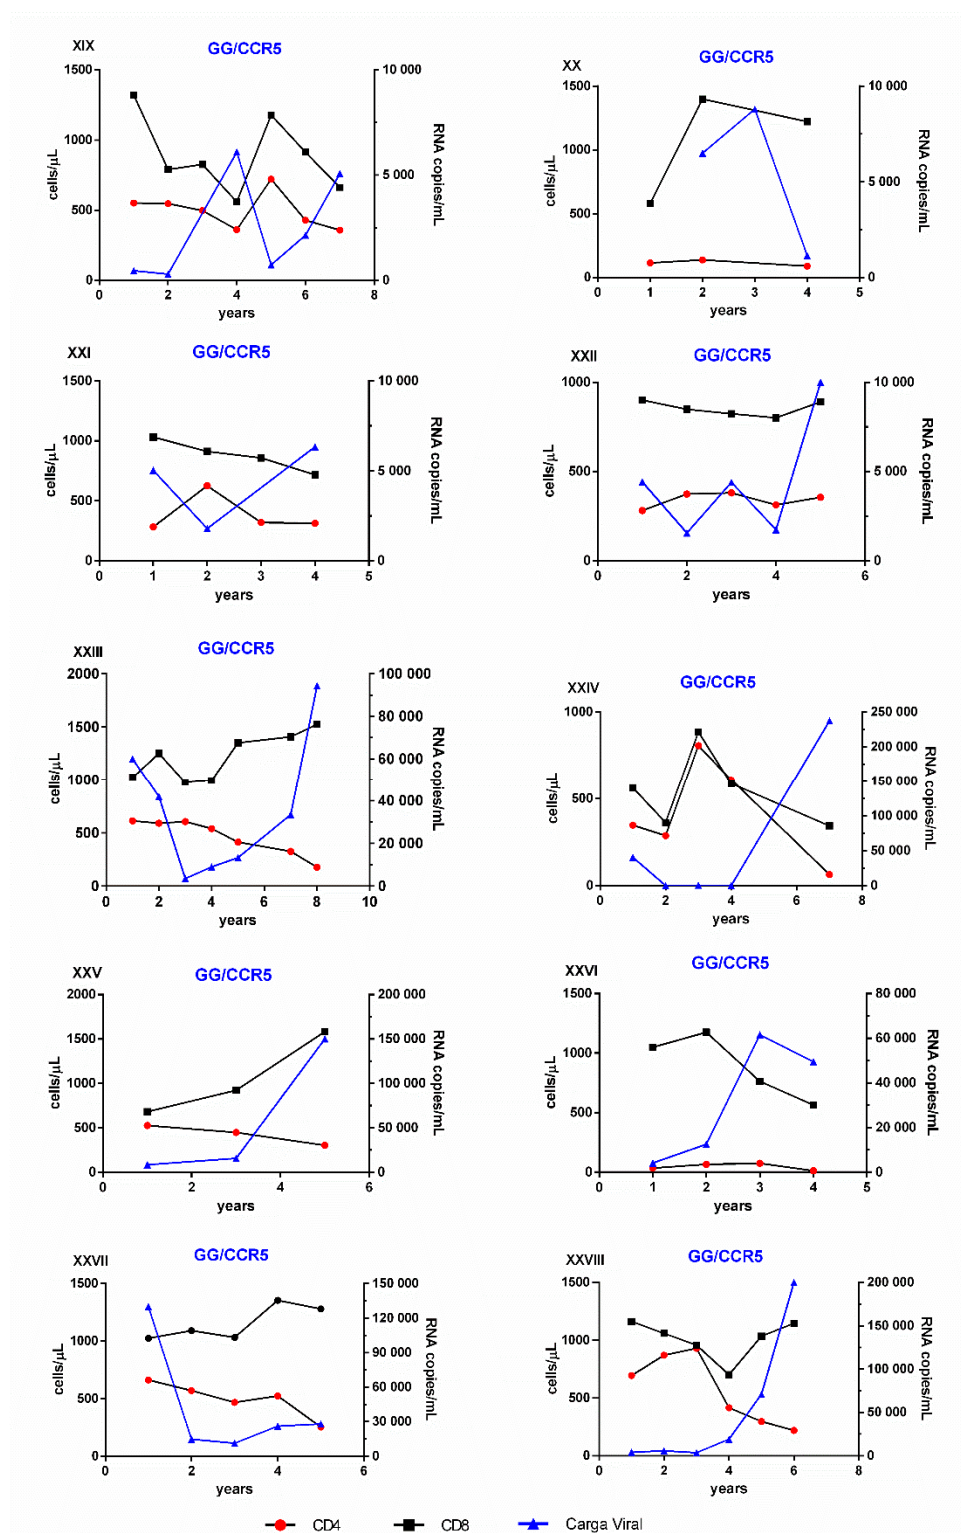 XIX
GG/CCR5
1500
1000
500
0
cells/µL
10 000
5 000
0
RNA copies/mL
0 2 4 6 8
years
XX
GG/CCR5
1500
1000
500
0
cells/µL
10 000
5 000
0
RNA copies/mL
0 1 2 3 4 5
years
XXI
GG/CCR5
1500
1000
500
0
cells/µL
10 000
5 000
0
RNA copies/mL
0 1 2 3 4 5
years
XXII
GG/CCR5
1000
500
0
cells/µL
10 000
5 000
0
RNA copies/mL
0 2 4 6
years
XXIII
GG/CCR5
2000
1500
1000
500
0
cells/µL
100 000
80 000
60 000
40 000
20 000
0
RNA copies/mL
0 2 4 6 8 10
years
XXIV
GG/CCR5
1000
500
0
cells/µL
250 000
200 000
150 000
100 000
50 000
0
RNA copies/mL
0 2 4 6 8
years
XXV
GG/CCR5
2000
1500
1000
500
0
cells/µL
200 000
150 000
100 000
50 000
0
RNA copies/mL
0 2 4 6
years
XXVI
GG/CCR5
1500
1000
500
0
cells/µL
80 000
60 000
40 000
20 000
0
RNA copies/mL
0 1 2 3 4 5
years
XXVII
GG/CCR5
1500
1000
500
0
cells/µL
150 000
120 000
90 000
60 000
30 000
0
RNA copies/mL
0 2 4 6
years
XXVIII
GG/CCR5
1500
1000
500
0
cells/µL
200 000
150 000
100 000
50 000
0
RNA copies/mL
0 2 4 6 8
years
CD4 CD8 Carga Viral